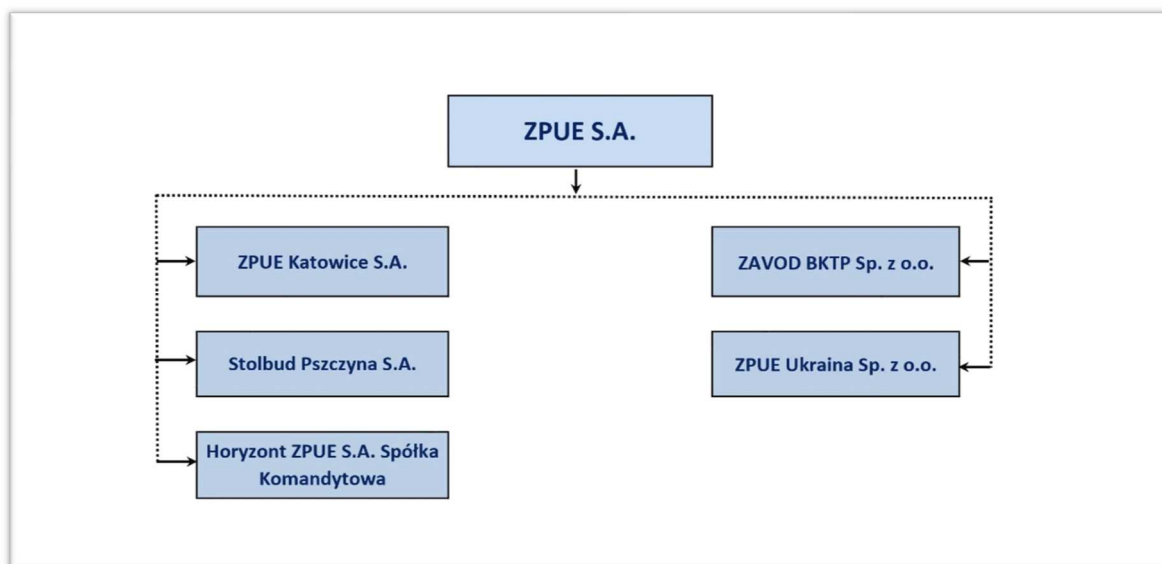 ZPUE S.A.
ZPUE Katowice S.A.
ZAVOD BKTP Sp. z o.o.
Stolbud Pszczyna S.A.
ZPUE Ukraina Sp. z o.o.
Horyzont ZPUE S.A. Spółka
Komandytowa